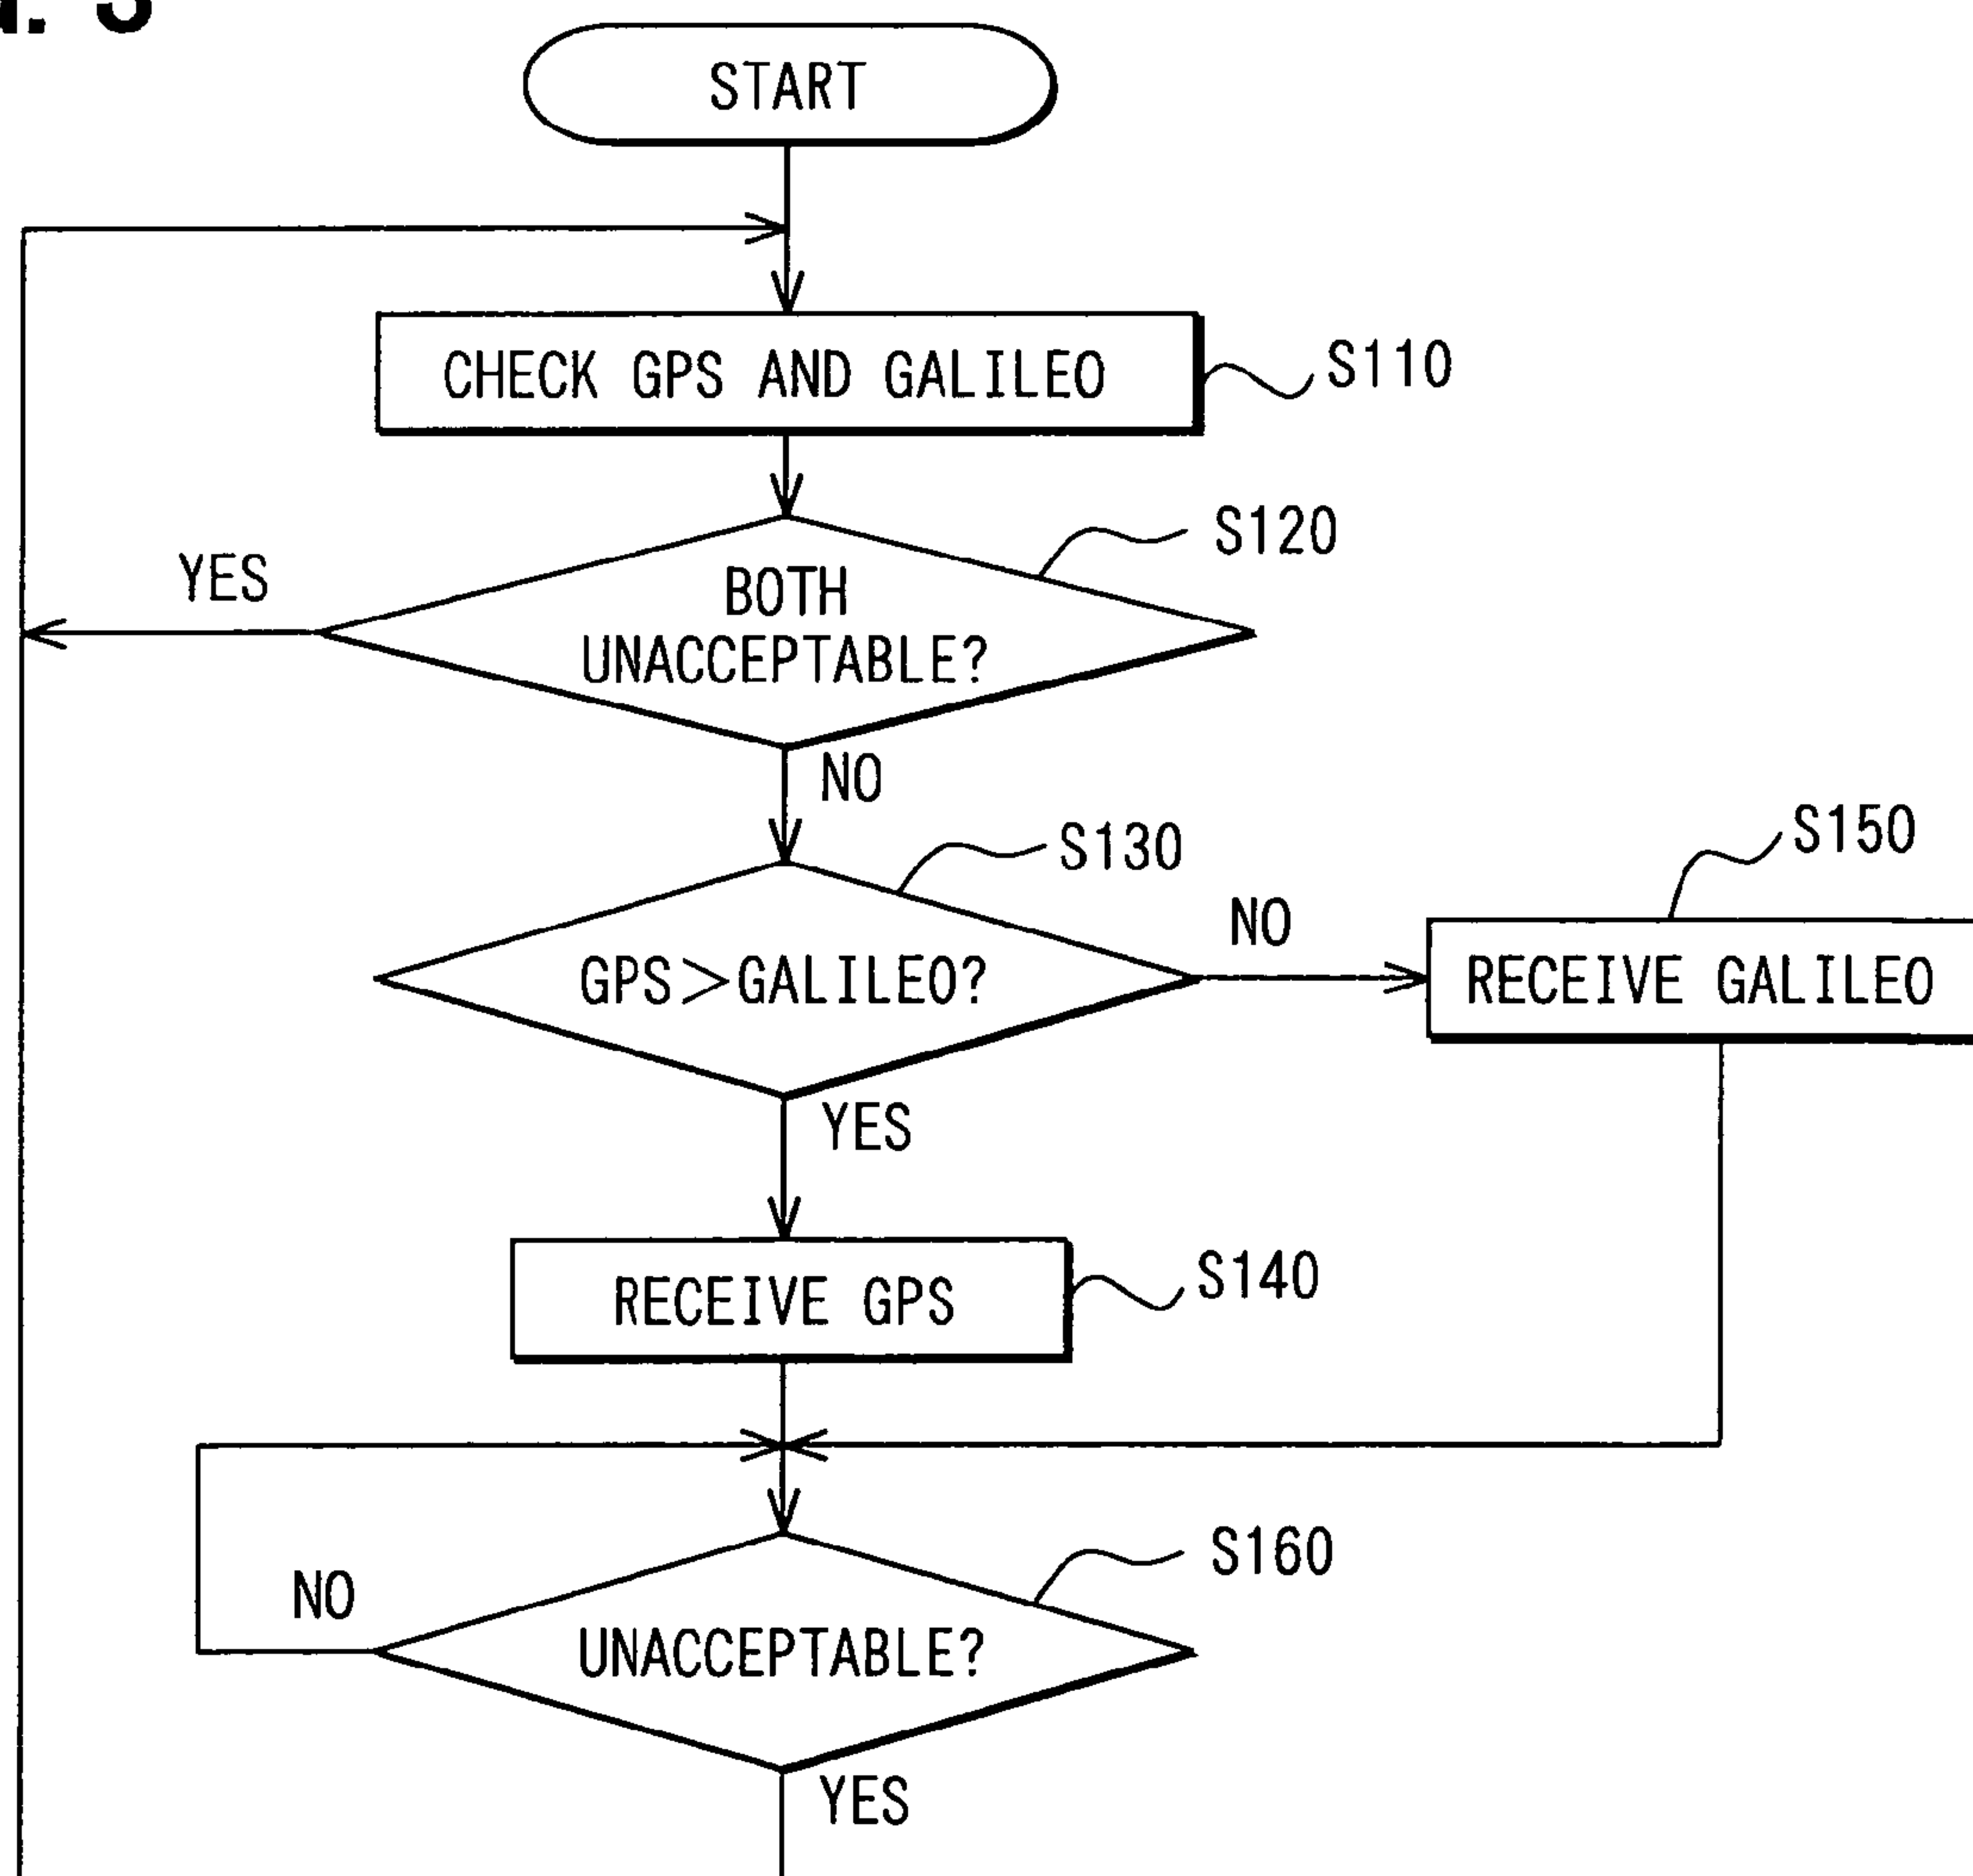 START
CHECK GPS AND GALILEO
S110
S120
YES
BOTH
UNACCEPTABLE?
NO
S130
S150
NO
GPS>GALILEO?
RECEIVE GALILEO
YES
S140
RECEIVE GPS
S160
NO
UNACCEPTABLE?
YES